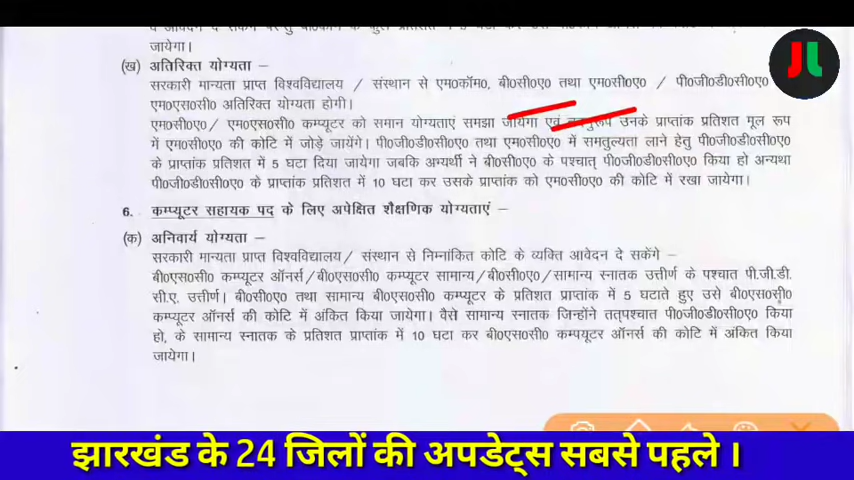 जायेगा।
(ख) अतिरिक्त योग्यता –
सरकारी मान्यता प्राप्त विश्वविद्यालय / संस्थान से एम0कॉम0, बी0सी0ए0 तथा एम0सी0ए0 / पी0जी0डी0सी0ए0
एम0एस0सी0 अतिरिक्त योग्यता होगी।
एम0सी0ए0/ एम0एस0सी0 कम्प्यूटर को समान योग्यताएं समझा जायेगा एवं उनके प्राप्तांक प्रतिशत मूल रूप
में एम0सी0ए0 की कोटि में जोड़े जायेंगे। पी0जी0डी0सी0ए0 तथा एम0सी0ए0 में समतुल्यता लाने हेतु पी0जी0डी0सी0ए0
के प्राप्तांक प्रतिशत में 5 घटा दिया जायेगा जबकि अभ्यर्थी ने बी0सी0ए0 के पश्चात् पी0जी0डी0सी0ए0 किया हो अन्यथा
पी0जी0डी0सी0ए0 के प्राप्तांक प्रतिशत में 10 घटा कर उसके प्राप्तांक को एम0सी0ए0 की कोटि में रखा जायेगा।
6. कम्प्यूटर सहायक पद के लिए अपेक्षित शैक्षणिक योग्यताएं –
(क) अनिवार्य योग्यता –
सरकारी मान्यता प्राप्त विश्वविद्यालय/ संस्थान से निम्नांकित कोटि के व्यक्ति आवेदन दे सकेंगे –
बी0एस0सी0 कम्प्यूटर ऑनर्स/बी0एस0सी0 कम्प्यूटर सामान्य/बी0सी0ए0/सामान्य स्नातक उत्तीर्ण के पश्चात पी.जी.डी.
सी.ए. उत्तीर्ण। बी0सी0ए0 तथा सामान्य बी0एस0सी0 कम्प्यूटर के प्रतिशत प्राप्तांक में 5 घटाते हुए उसे बी0एस0सी0
कम्प्यूटर ऑनर्स की कोटि में अंकित किया जायेगा। वैसे सामान्य स्नातक जिन्होंने तत्पश्चात पी0जी0डी0सी0ए0 किया
हो, के सामान्य स्नातक के प्रतिशत प्राप्तांक में 10 घटा कर बी0एस0सी0 कम्पयूटर ऑनर्स की कोटि में अंकित किया
जायेगा।
झारखंड के 24 जिलों की अपडेट्स सबसे पहले।